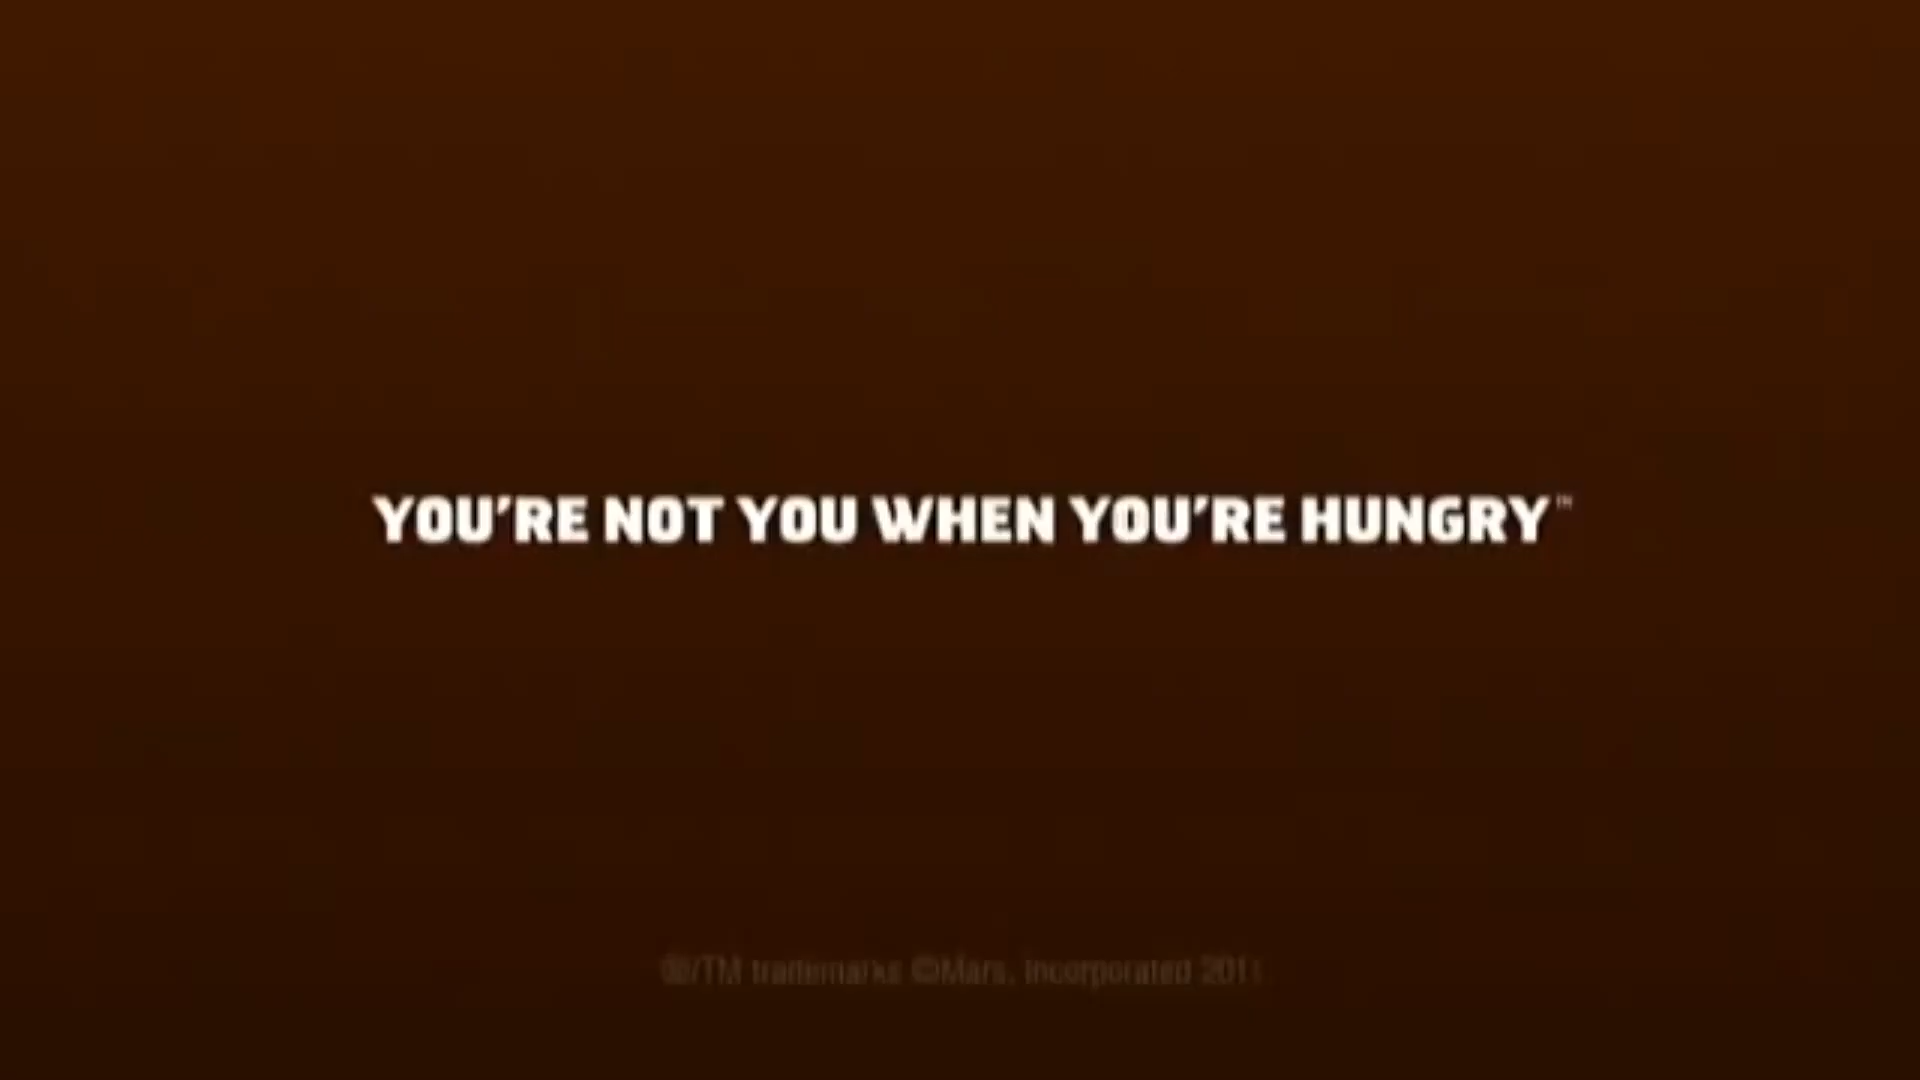 YOU'RE NOT YOU WHEN YOU'RE HUNGRY™
®/TM trademarks ©Mars, Incorporated 2011